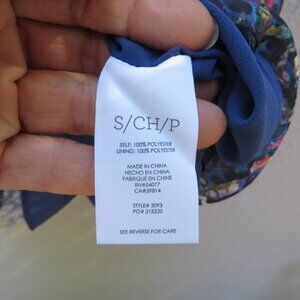 S/CH/P
SELF: 100% POLYESTER
LINING: 100% POLYESTER
MADE IN CHINA
HECHO EN CHINA
FABRIQUÉ EN CHINE
RN#54077
CA#59814
STYLE# 3093
PO# 215320
SEE REVERSE FOR CARE